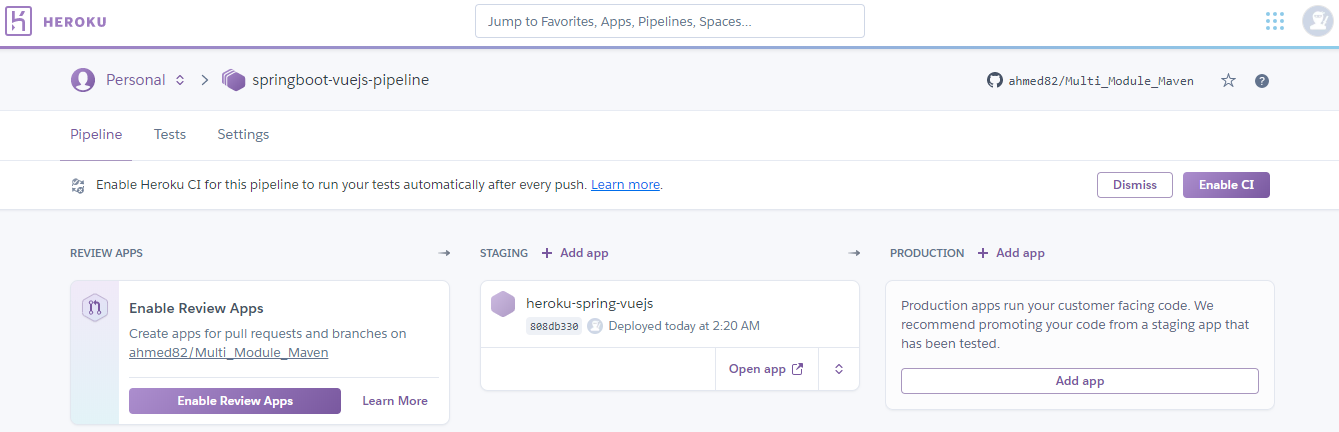 HEROKU
Jump to Favorites, Apps, Pipelines, Spaces...
Personal
springboot-vuejs-pipeline
ahmed82/Multi_Module_Maven
?
Pipeline
Tests
Settings
Enable Heroku CI for this pipeline to run your tests automatically after every push. Learn more.
Dismiss
Enable CI
REVIEW APPS
Enable Review Apps
Create apps for pull requests and branches on
ahmed82/Multi_Module_Maven
Enable Review Apps
Learn More
STAGING
+ Add app
heroku-spring-vuejs
808db330
Deployed today at 2:20 AM
Open app
PRODUCTION
+ Add app
Production apps run your customer facing code. We
recommend promoting your code from a staging app that
has been tested.
Add app